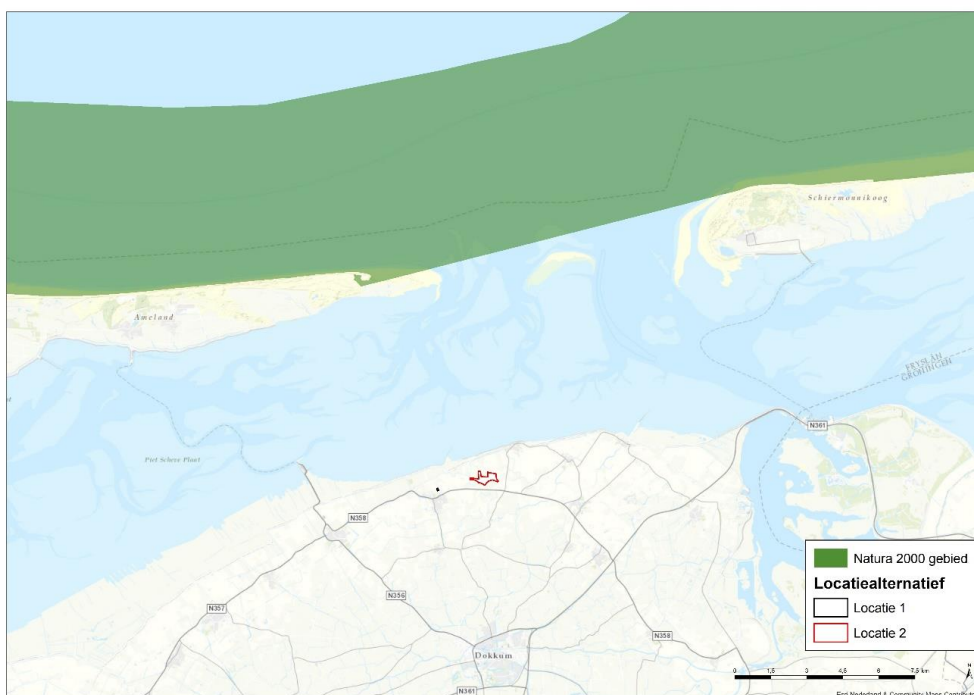 Schiermonnikoog
Ameland
FRYSLÂN
GRONINGEN
N361
Piet Scheve Plaat
N358
N357
N356
N358
Dokkum
N361
Natura 2000 gebied
Locatiealternatief
Locatie 1
Locatie 2
0 1,5 3 4,5 6 7,5 km
N
Esri Nederland & Community Maps Contributors